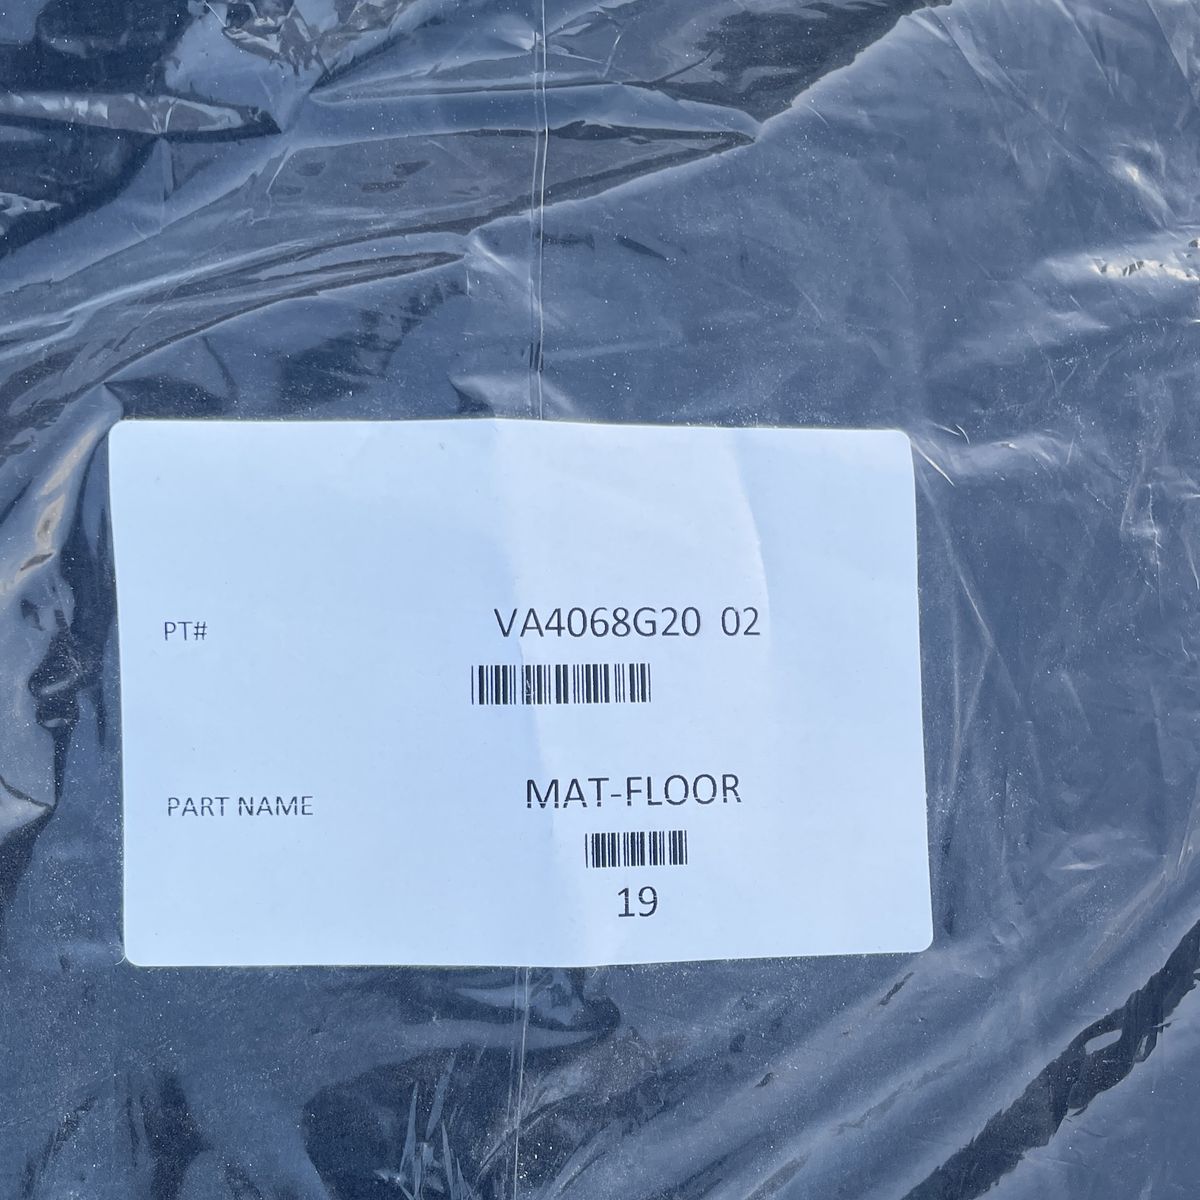 PT# VA4068G20 02
PART NAME MAT-FLOOR
19